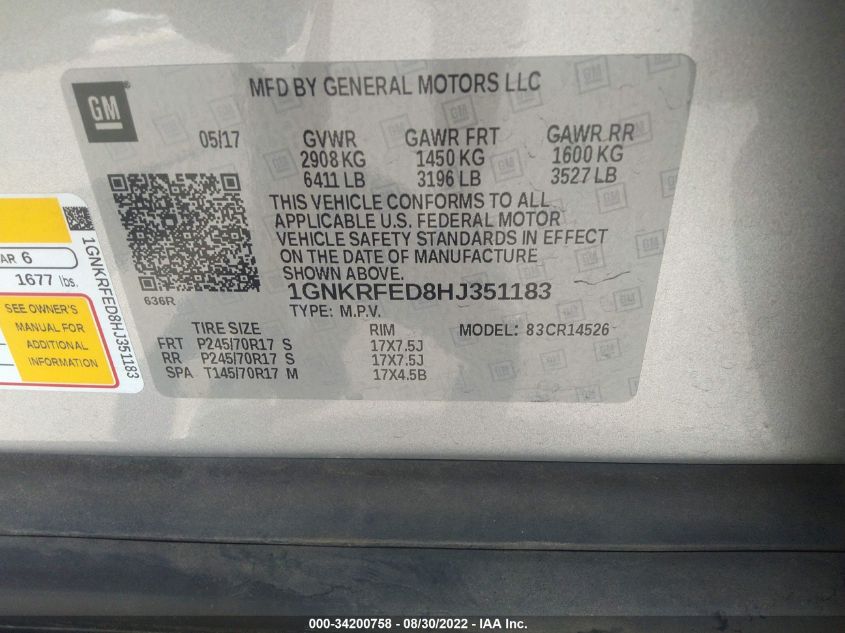 GM
MFD BY GENERAL MOTORS LLC
05/17 GVWR GAWR FRT GAWR RR
2908 KG 1450 KG 1600 KG
6411 LB 3196 LB 3527 LB
THIS VEHICLE CONFORMS TO ALL
APPLICABLE U.S. FEDERAL MOTOR
VEHICLE SAFETY STANDARDS IN EFFECT
ON THE DATE OF MANUFACTURE
SHOWN ABOVE.
636R
1GNKRFED8HJ351183
TYPE: M.P.V.
TIRE SIZE RIM MODEL: 83CR14526
FRT P245/70R17 S 17X7.5J
RR P245/70R17 S 17X7.5J
SPA T145/70R17 M 17X4.5B
AR 6
1677 lbs.
SEE OWNER'S
MANUAL FOR
ADDITIONAL
INFORMATION
1GNKRFED8HJ351183
000-34200758 - 08/30/2022 - IAA Inc.